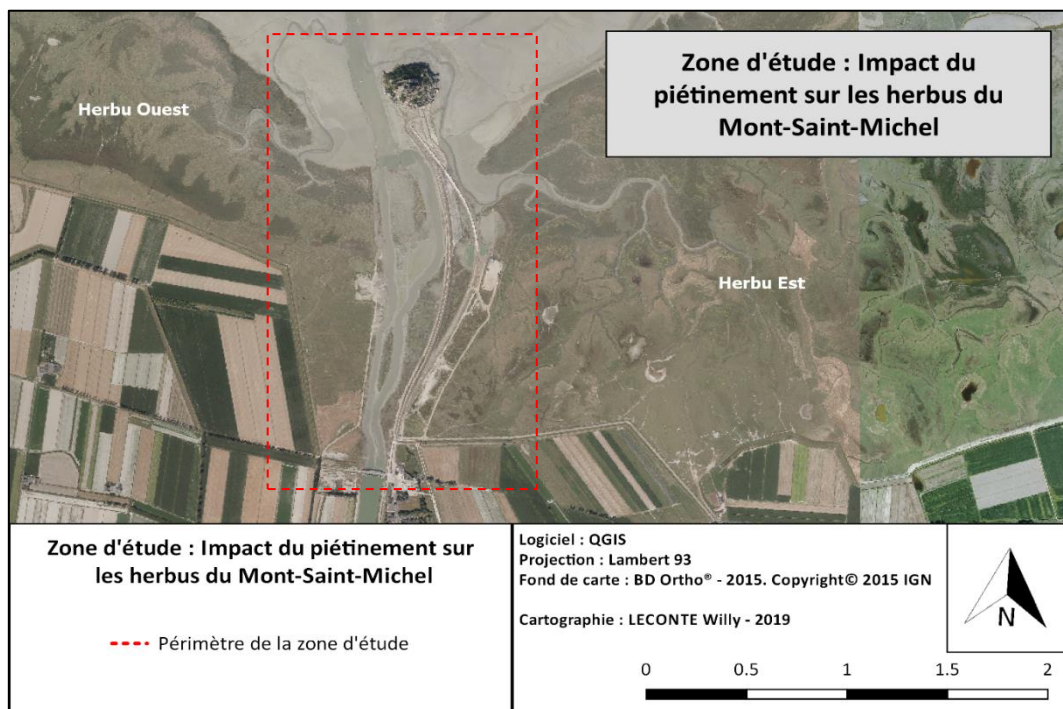 Zone d'étude : Impact du
piétinement sur les herbus du
Mont-Saint-Michel
Herbu Ouest
Herbu Est
Zone d'étude : Impact du piétinement sur
les herbus du Mont-Saint-Michel
Périmètre de la zone d'étude
Logiciel : QGIS
Projection : Lambert 93
Fond de carte : BD Ortho® - 2015. Copyright© 2015 IGN
Cartographie : LECONTE Willy - 2019
N
0 0.5 1 1.5 2